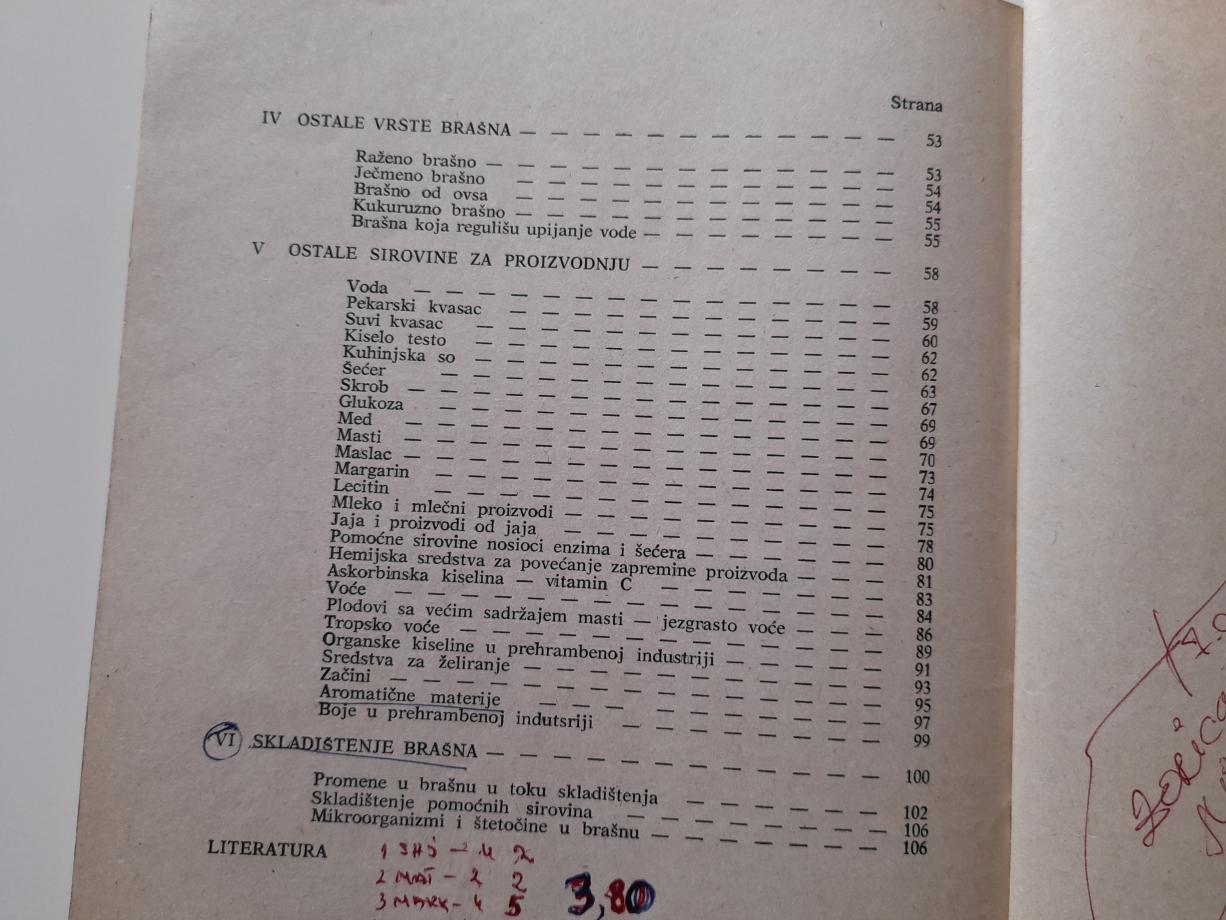 Strana
IV OSTALE VRSTE BRAŠNA — — — — — — — — — — — — 53
Raženo brašno — — — — — — — — — — — — 53
Ječmeno brašno — — — — — — — — — — — 54
Brašno od ovsa — — — — — — — — — — — 54
Kukuruzno brašno — — — — — — — — — — — 55
Brašna koja regulišu upijanje vode — — — — — — — — 55
V OSTALE SIROVINE ZA PROIZVODNJU — — — — — — — — 58
Voda — — — — — — — — — — — — — — 58
Pekarski kvasac — — — — — — — — — — — 59
Suvi kvasac — — — — — — — — — — — — 60
Kiselo testo — — — — — — — — — — — — 62
Kuhinjska so — — — — — — — — — — — — 62
Šećer — — — — — — — — — — — — — 63
Skrob — — — — — — — — — — — — — — 67
Glukoza — — — — — — — — — — — — — 69
Med — — — — — — — — — — — — — — 69
Masti — — — — — — — — — — — — — — 70
Maslac — — — — — — — — — — — — — — 73
Margarin — — — — — — — — — — — — — 74
Lecitin — — — — — — — — — — — — — 75
Mleko i mlečni proizvodi — — — — — — — — — 75
Jaja i proizvodi od jaja — — — — — — — — — 78
Pomoćne sirovine nosioci enzima i šećera — — — — — — 80
Hemijska sredstva za povećanje zapremine proizvoda — — — 81
Askorbinska kiselina — vitamin C — — — — — — — 83
Voće — — — — — — — — — — — — — — 84
Plodovi sa većim sadržajem masti — jezgrasto voće — — — 86
Tropsko voće — — — — — — — — — — — — 89
Organske kiseline u prehrambenoj industriji — — — — — 91
Sredstva za želiranje — — — — — — — — — — 93
Začini — — — — — — — — — — — — — — 95
Aromatične materije — — — — — — — — — — 97
Boje u prehrambenoj indutsriji — — — — — — — — 99
VI SKLADIŠTENJE BRAŠNA — — — — — — — — — — — — 100
Promene u brašnu u toku skladištenja — — — — — — 102
Skladištenje pomoćnih sirovina — — — — — — — — 106
Mikroorganizmi i štetočine u brašnu — — — — — — — 106
LITERATURA
2 MAT - 2 2
3,80